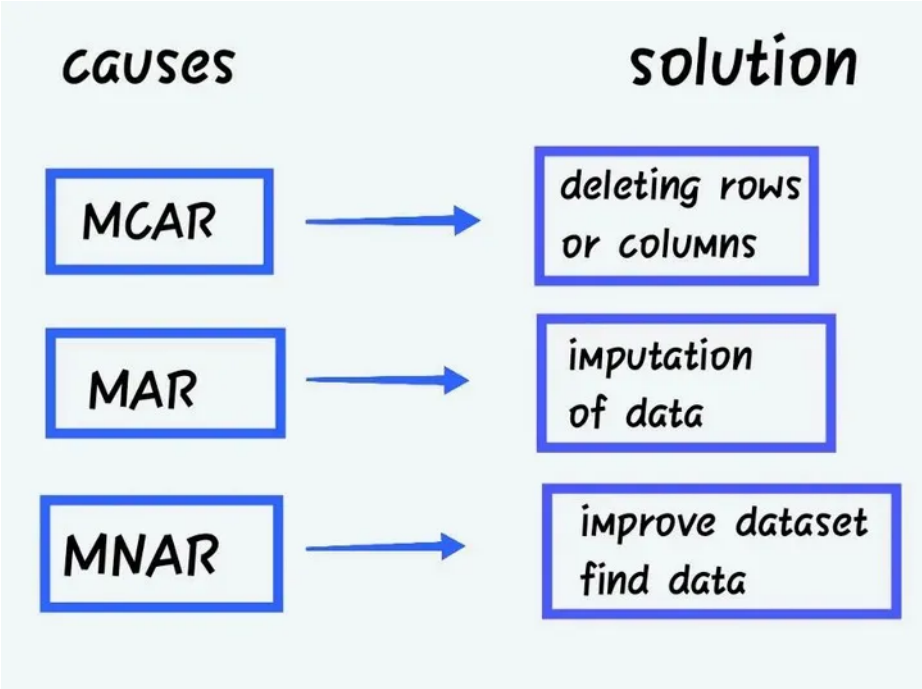 causes
solution
MCAR
deleting rows
or columns
MAR
imputation
of data
MNAR
improve dataset
find data